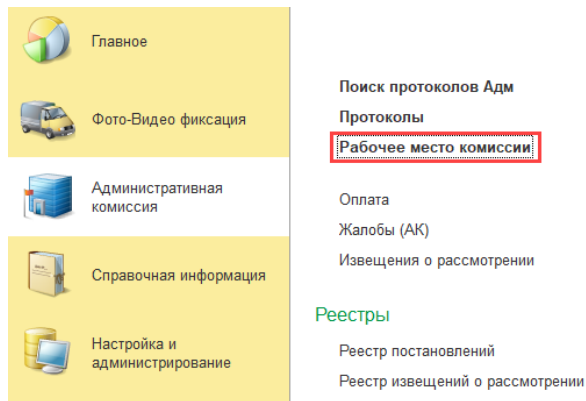 Главное
Фото-Видео фиксация
Административная
комиссия
Справочная информация
Настройка и
администрирование
Поиск протоколов Адм
Протоколы
Рабочее место комиссии
Оплата
Жалобы (АК)
Извещения о рассмотрении
Реестры
Реестр постановлений
Реестр извещений о рассмотрении